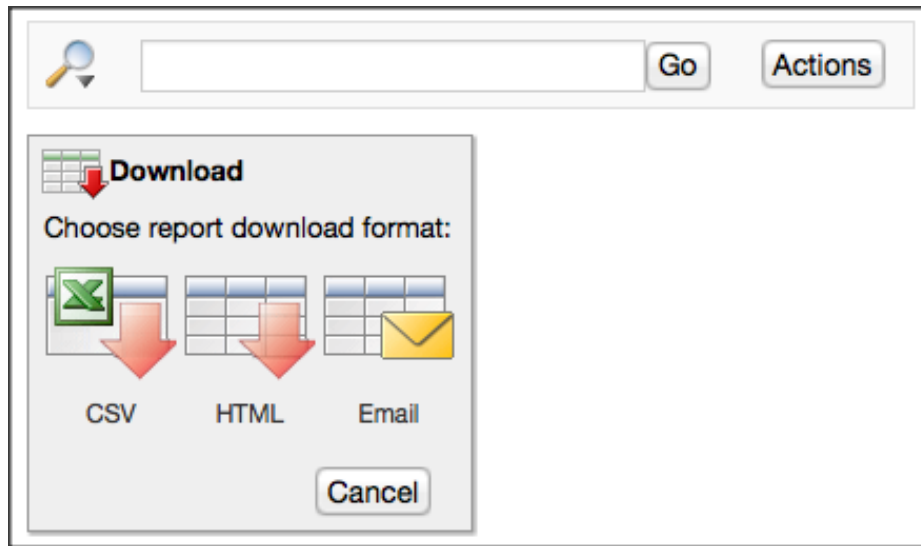 Go Actions
Download
Choose report download format:
CSV HTML Email
Cancel